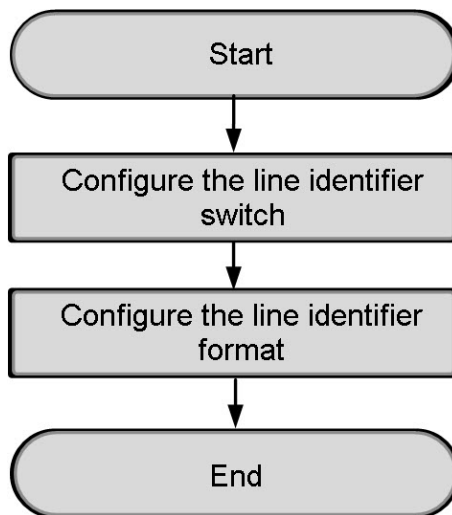 Start
Configure the line identifier
switch
Configure the line identifier
format
End